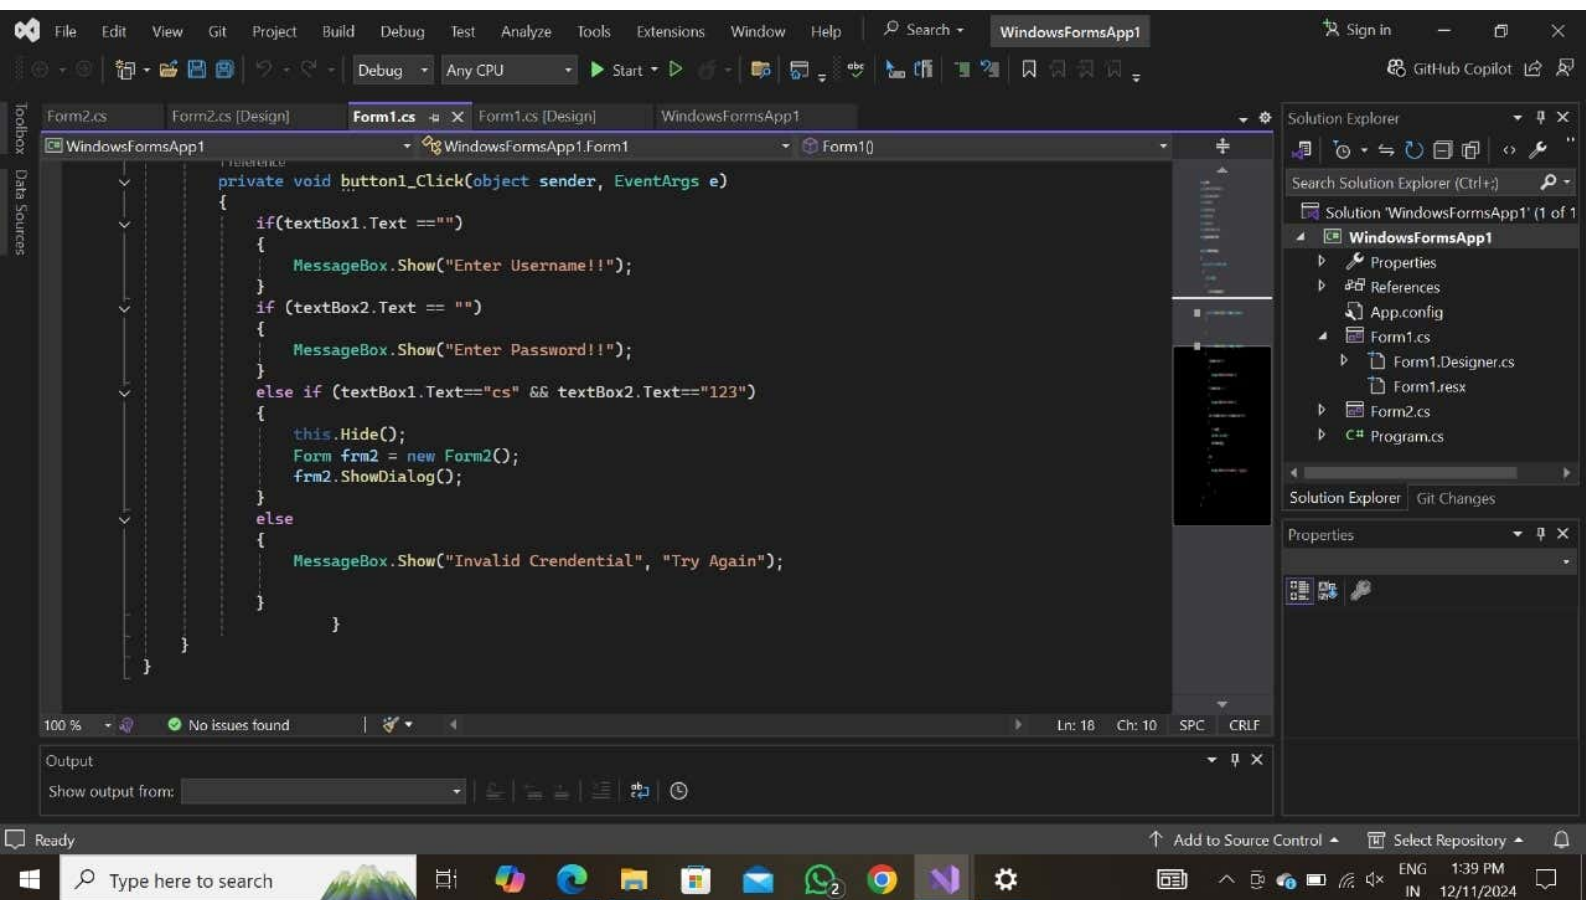 File Edit View Git Project Build Debug Test Analyze Tools Extensions Window Help Search WindowsFormsApp1 Sign in
Debug Any CPU Start GitHub Copilot
Toolbox
Data Sources
Form2.cs Form2.cs [Design] Form1.cs Form1.cs [Design] WindowsFormsApp1
WindowsFormsApp1 WindowsFormsApp1.Form1 Form1()
1 reference
private void button1_Click(object sender, EventArgs e)
{
if(textBox1.Text =="")
{
MessageBox.Show("Enter Username!!");
}
if (textBox2.Text == "")
{
MessageBox.Show("Enter Password!!");
}
else if (textBox1.Text=="cs" && textBox2.Text=="123")
{
this.Hide();
Form frm2 = new Form2();
frm2.ShowDialog();
}
else
{
MessageBox.Show("Invalid Crendential", "Try Again");
}
}
}
}
100 % No issues found Ln: 18 Ch: 10 SPC CRLF
Output
Show output from:
Solution Explorer
Search Solution Explorer (Ctrl+;)
Solution 'WindowsFormsApp1' (1 of 1
WindowsFormsApp1
Properties
References
App.config
Form1.cs
Form1.Designer.cs
Form1.resx
Form2.cs
C# Program.cs
Solution Explorer Git Changes
Properties
Ready Add to Source Control Select Repository
Type here to search 2 ENG 1:39 PM
IN 12/11/2024